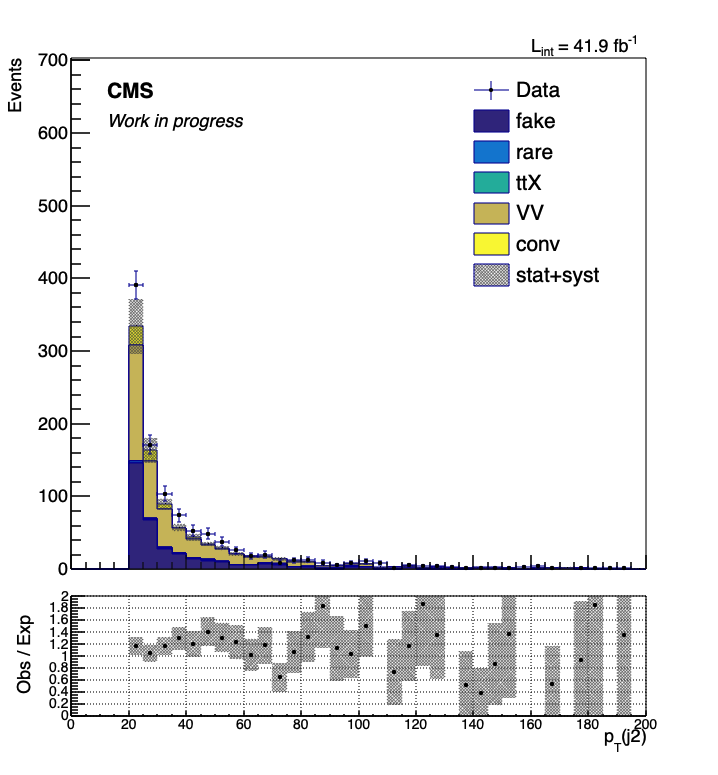 L_int = 41.9 fb⁻¹
Events
700
600
500
400
300
200
100
0
CMS
Work in progress
Data
fake
rare
ttX
VV
conv
stat+syst
Obs / Exp
2
1.8
1.6
1.4
1.2
1
0.8
0.6
0.4
0.2
0
0 20 40 60 80 100 120 140 160 180 200
p_T(j2)